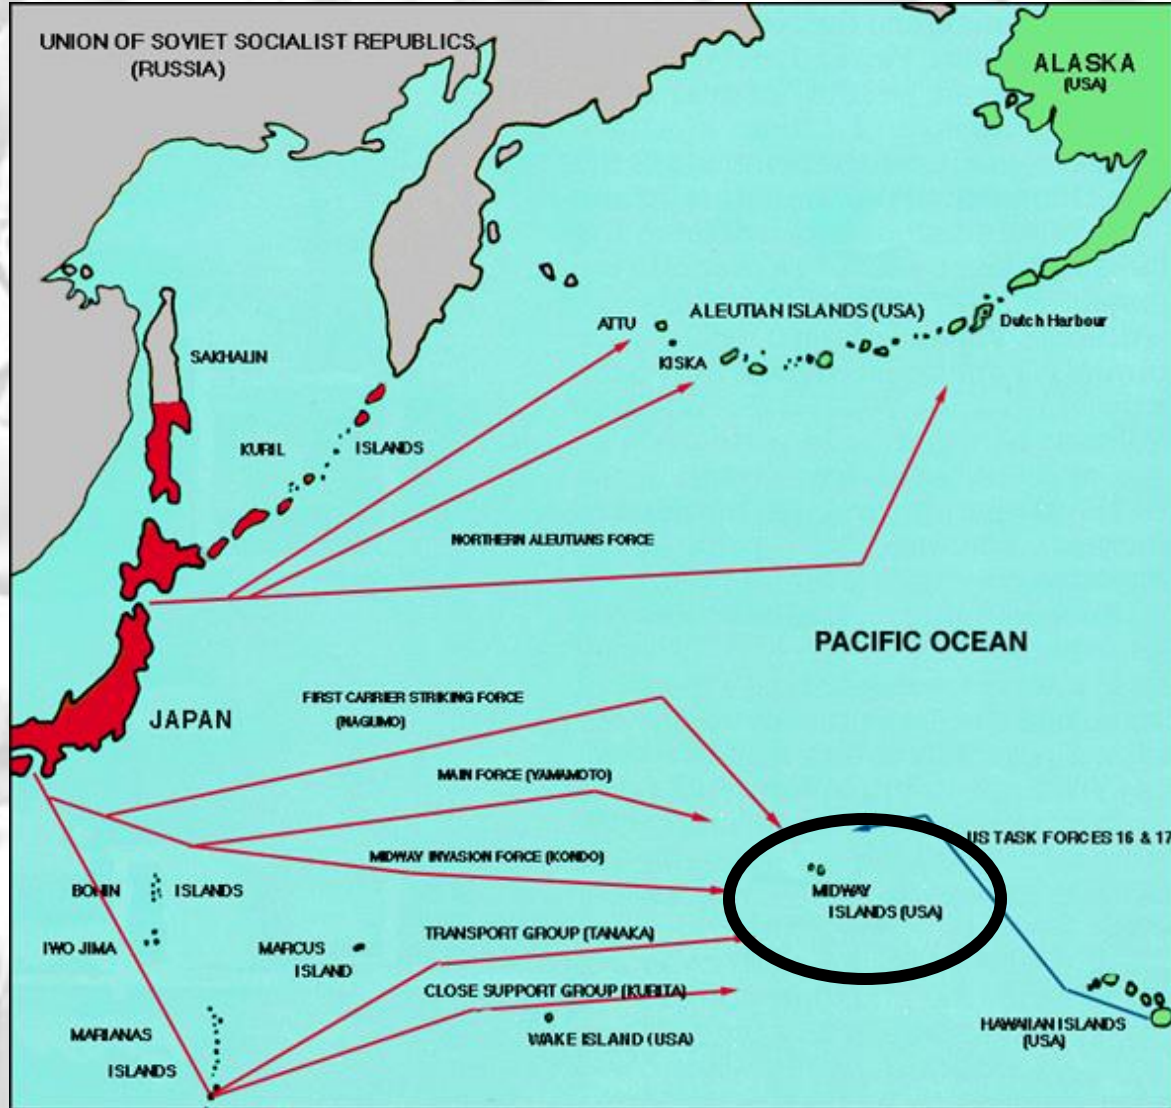 UNION OF SOVIET SOCIALIST REPUBLICS
(RUSSIA)
ALASKA
(USA)
SAKHALIN
ATTU
ALEUTIAN ISLANDS (USA)
Dutch Harbour
KISKA
KURIL
ISLANDS
NORTHERN ALEUTIANS FORCE
PACIFIC OCEAN
JAPAN
FIRST CARRIER STRIKING FORCE
(NAGUMO)
MAIN FORCE (YAMAMOTO)
US TASK FORCES 16 & 17
MIDWAY INVASION FORCE (KONDO)
BONIN ISLANDS
MIDWAY
ISLANDS (USA)
IWO JIMA
MARCUS
ISLAND
TRANSPORT GROUP (TANAKA)
CLOSE SUPPORT GROUP (KURITA)
MARIANAS
ISLANDS
WAKE ISLAND (USA)
HAWAIIAN ISLANDS
(USA)